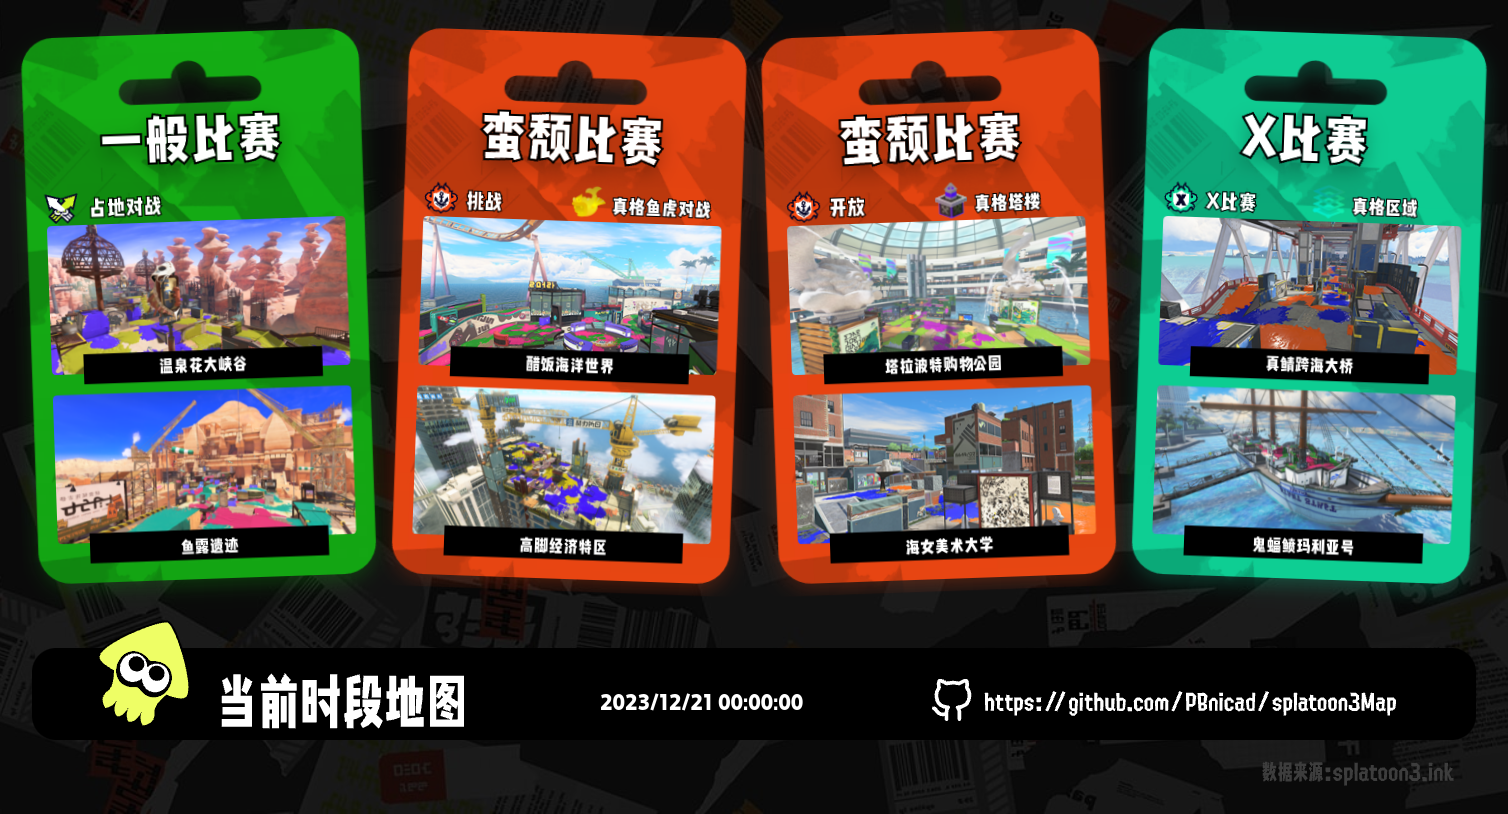 一般比赛
占地对战
温泉花大峡谷
鱼露遗迹
蛮颓比赛
挑战
真格鱼虎对战
醋饭海洋世界
高脚经济特区
蛮颓比赛
开放
真格塔楼
塔拉波特购物公园
海女美术大学
X比赛
X比赛
真格区域
真鲭跨海大桥
鬼蝠鲼玛利亚号
当前时段地图
2023/12/21 00:00:00
https://github.com/PBnicad/splatoon3Map
数据来源:splatoon3.ink